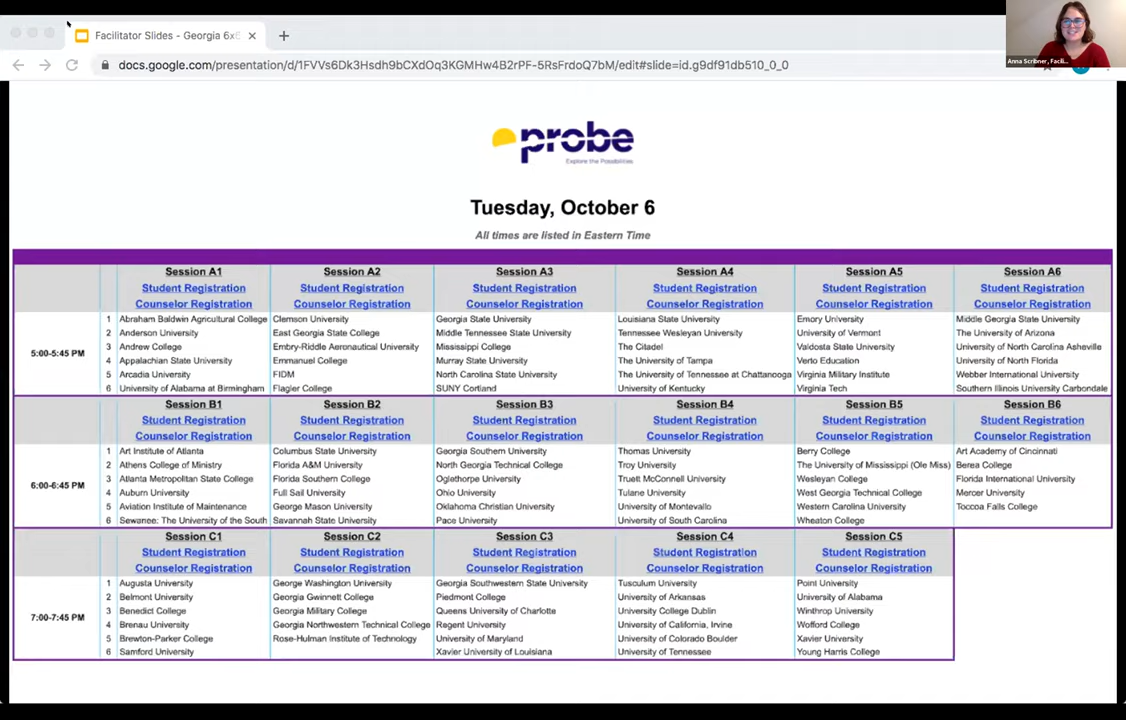 Facilitator Slides - Georgia 6x6
docs.google.com/presentation/d/1FVVs6Dk3Hsdh9bCXdOq3KGMHw4B2rPF-5RsFrdoQ7bM/edit#slide=id.g9df91db510_0_0
Anna Scribner, Facil...
probe
Explore the Possibilities
Tuesday, October 6
All times are listed in Eastern Time
Session A1 Session A2 Session A3 Session A4 Session A5 Session A6
Student Registration Student Registration Student Registration Student Registration Student Registration Student Registration
Counselor Registration Counselor Registration Counselor Registration Counselor Registration Counselor Registration Counselor Registration
5:00-5:45 PM
1 Abraham Baldwin Agricultural College Clemson University Georgia State University Louisiana State University Emory University Middle Georgia State University
2 Anderson University East Georgia State College Middle Tennessee State University Tennessee Wesleyan University University of Vermont The University of Arizona
3 Andrew College Embry-Riddle Aeronautical University Mississippi College The Citadel Valdosta State University University of North Carolina Asheville
4 Appalachian State University Emmanuel College Murray State University The University of Tampa Verto Education University of North Florida
5 Arcadia University FIDM North Carolina State University The University of Tennessee at Chattanooga Virginia Military Institute Webber International University
6 University of Alabama at Birmingham Flagler College SUNY Cortland University of Kentucky Virginia Tech Southern Illinois University Carbondale
Session B1 Session B2 Session B3 Session B4 Session B5 Session B6
Student Registration Student Registration Student Registration Student Registration Student Registration Student Registration
Counselor Registration Counselor Registration Counselor Registration Counselor Registration Counselor Registration Counselor Registration
6:00-6:45 PM
1 Art Institute of Atlanta Columbus State University Georgia Southern University Thomas University Berry College Art Academy of Cincinnati
2 Athens College of Ministry Florida A&M University North Georgia Technical College Troy University The University of Mississippi (Ole Miss) Berea College
3 Atlanta Metropolitan State College Florida Southern College Oglethorpe University Truett McConnell University Wesleyan College Florida International University
4 Auburn University Full Sail University Ohio University Tulane University West Georgia Technical College Mercer University
5 Aviation Institute of Maintenance George Mason University Oklahoma Christian University University of Montevallo Western Carolina University Toccoa Falls College
6 Sewanee: The University of the South Savannah State University Pace University University of South Carolina Wheaton College
Session C1 Session C2 Session C3 Session C4 Session C5
Student Registration Student Registration Student Registration Student Registration Student Registration
Counselor Registration Counselor Registration Counselor Registration Counselor Registration Counselor Registration
7:00-7:45 PM
1 Augusta University George Washington University Georgia Southwestern State University Tusculum University Point University
2 Belmont University Georgia Gwinnett College Piedmont College University of Arkansas University of Alabama
3 Benedict College Georgia Military College Queens University of Charlotte University College Dublin Winthrop University
4 Brenau University Georgia Northwestern Technical College Regent University University of California, Irvine Wofford College
5 Brewton-Parker College Rose-Hulman Institute of Technology University of Maryland University of Colorado Boulder Xavier University
6 Samford University Xavier University of Louisiana University of Tennessee Young Harris College